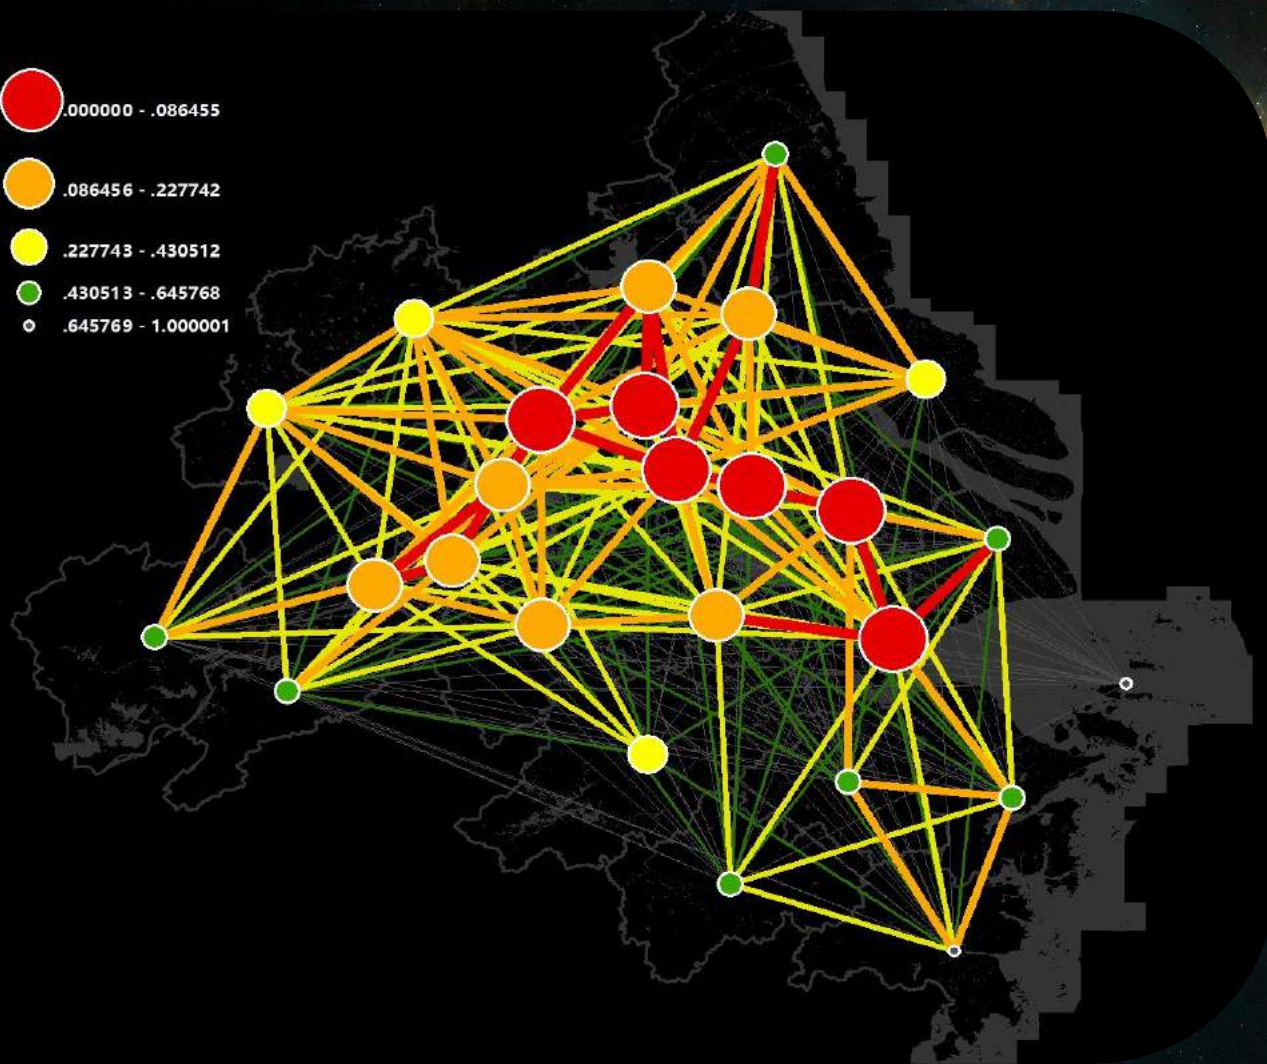 .000000 - .086455
.086456 - .227742
.227743 - .430512
.430513 - .645768
.645769 - 1.000001